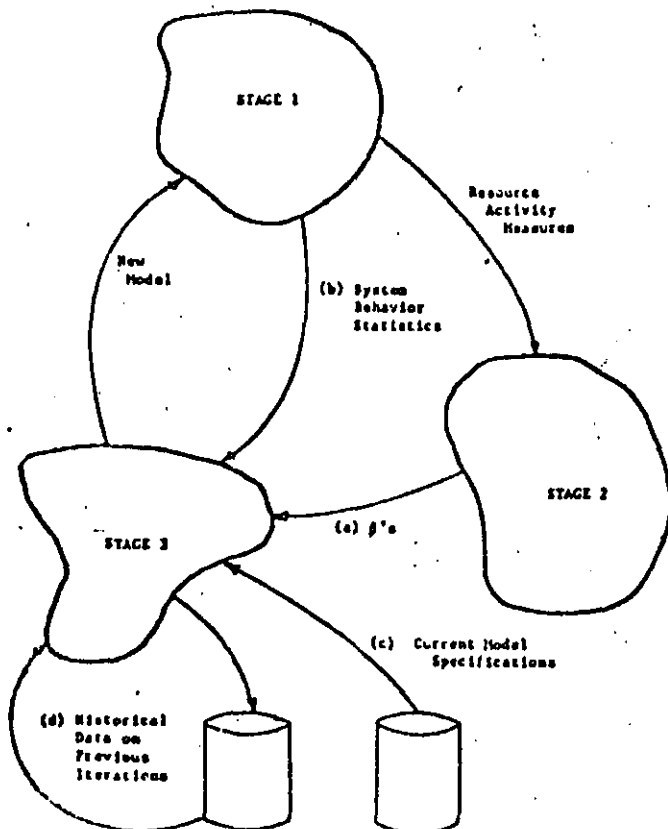 STAGE 1
Resource
Activity
Measures
New
Model
(b) System
Behavior
Statistics
STAGE 2
(a) β's
STAGE 3
(c) Current Model
Specifications
(d) Historical
Data on
Previous
Iterations